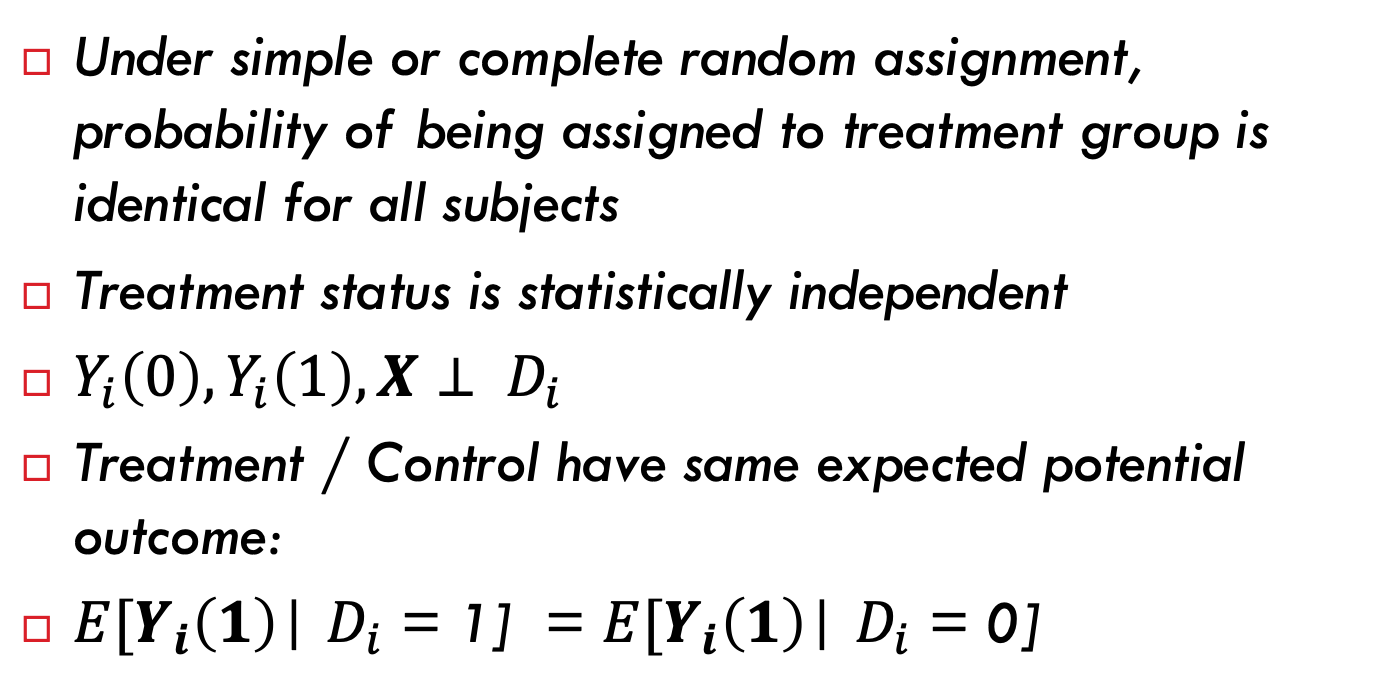 Under simple or complete random assignment,
probability of being assigned to treatment group is
identical for all subjects
Treatment status is statistically independent
Yᵢ(0), Yᵢ(1), X ⊥ Dᵢ
Treatment / Control have same expected potential
outcome:
E[Yᵢ(1)| Dᵢ = 1] = E[Yᵢ(1)| Dᵢ = 0]